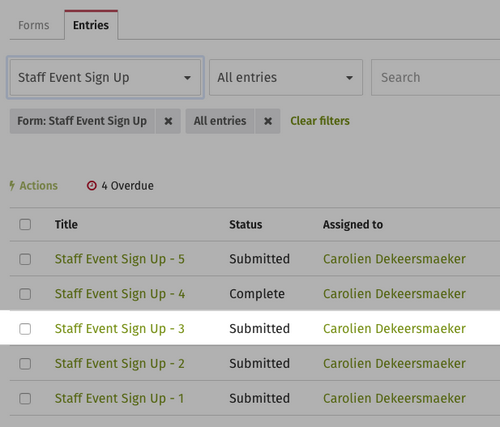 Forms Entries
Staff Event Sign Up All entries Search
Form: Staff Event Sign Up ✖ All entries ✖ Clear filters
Actions 4 Overdue
Title Status Assigned to
Staff Event Sign Up - 5 Submitted Carolien Dekeersmaeker
Staff Event Sign Up - 4 Complete Carolien Dekeersmaeker
Staff Event Sign Up - 3 Submitted Carolien Dekeersmaeker
Staff Event Sign Up - 2 Submitted Carolien Dekeersmaeker
Staff Event Sign Up - 1 Submitted Carolien Dekeersmaeker